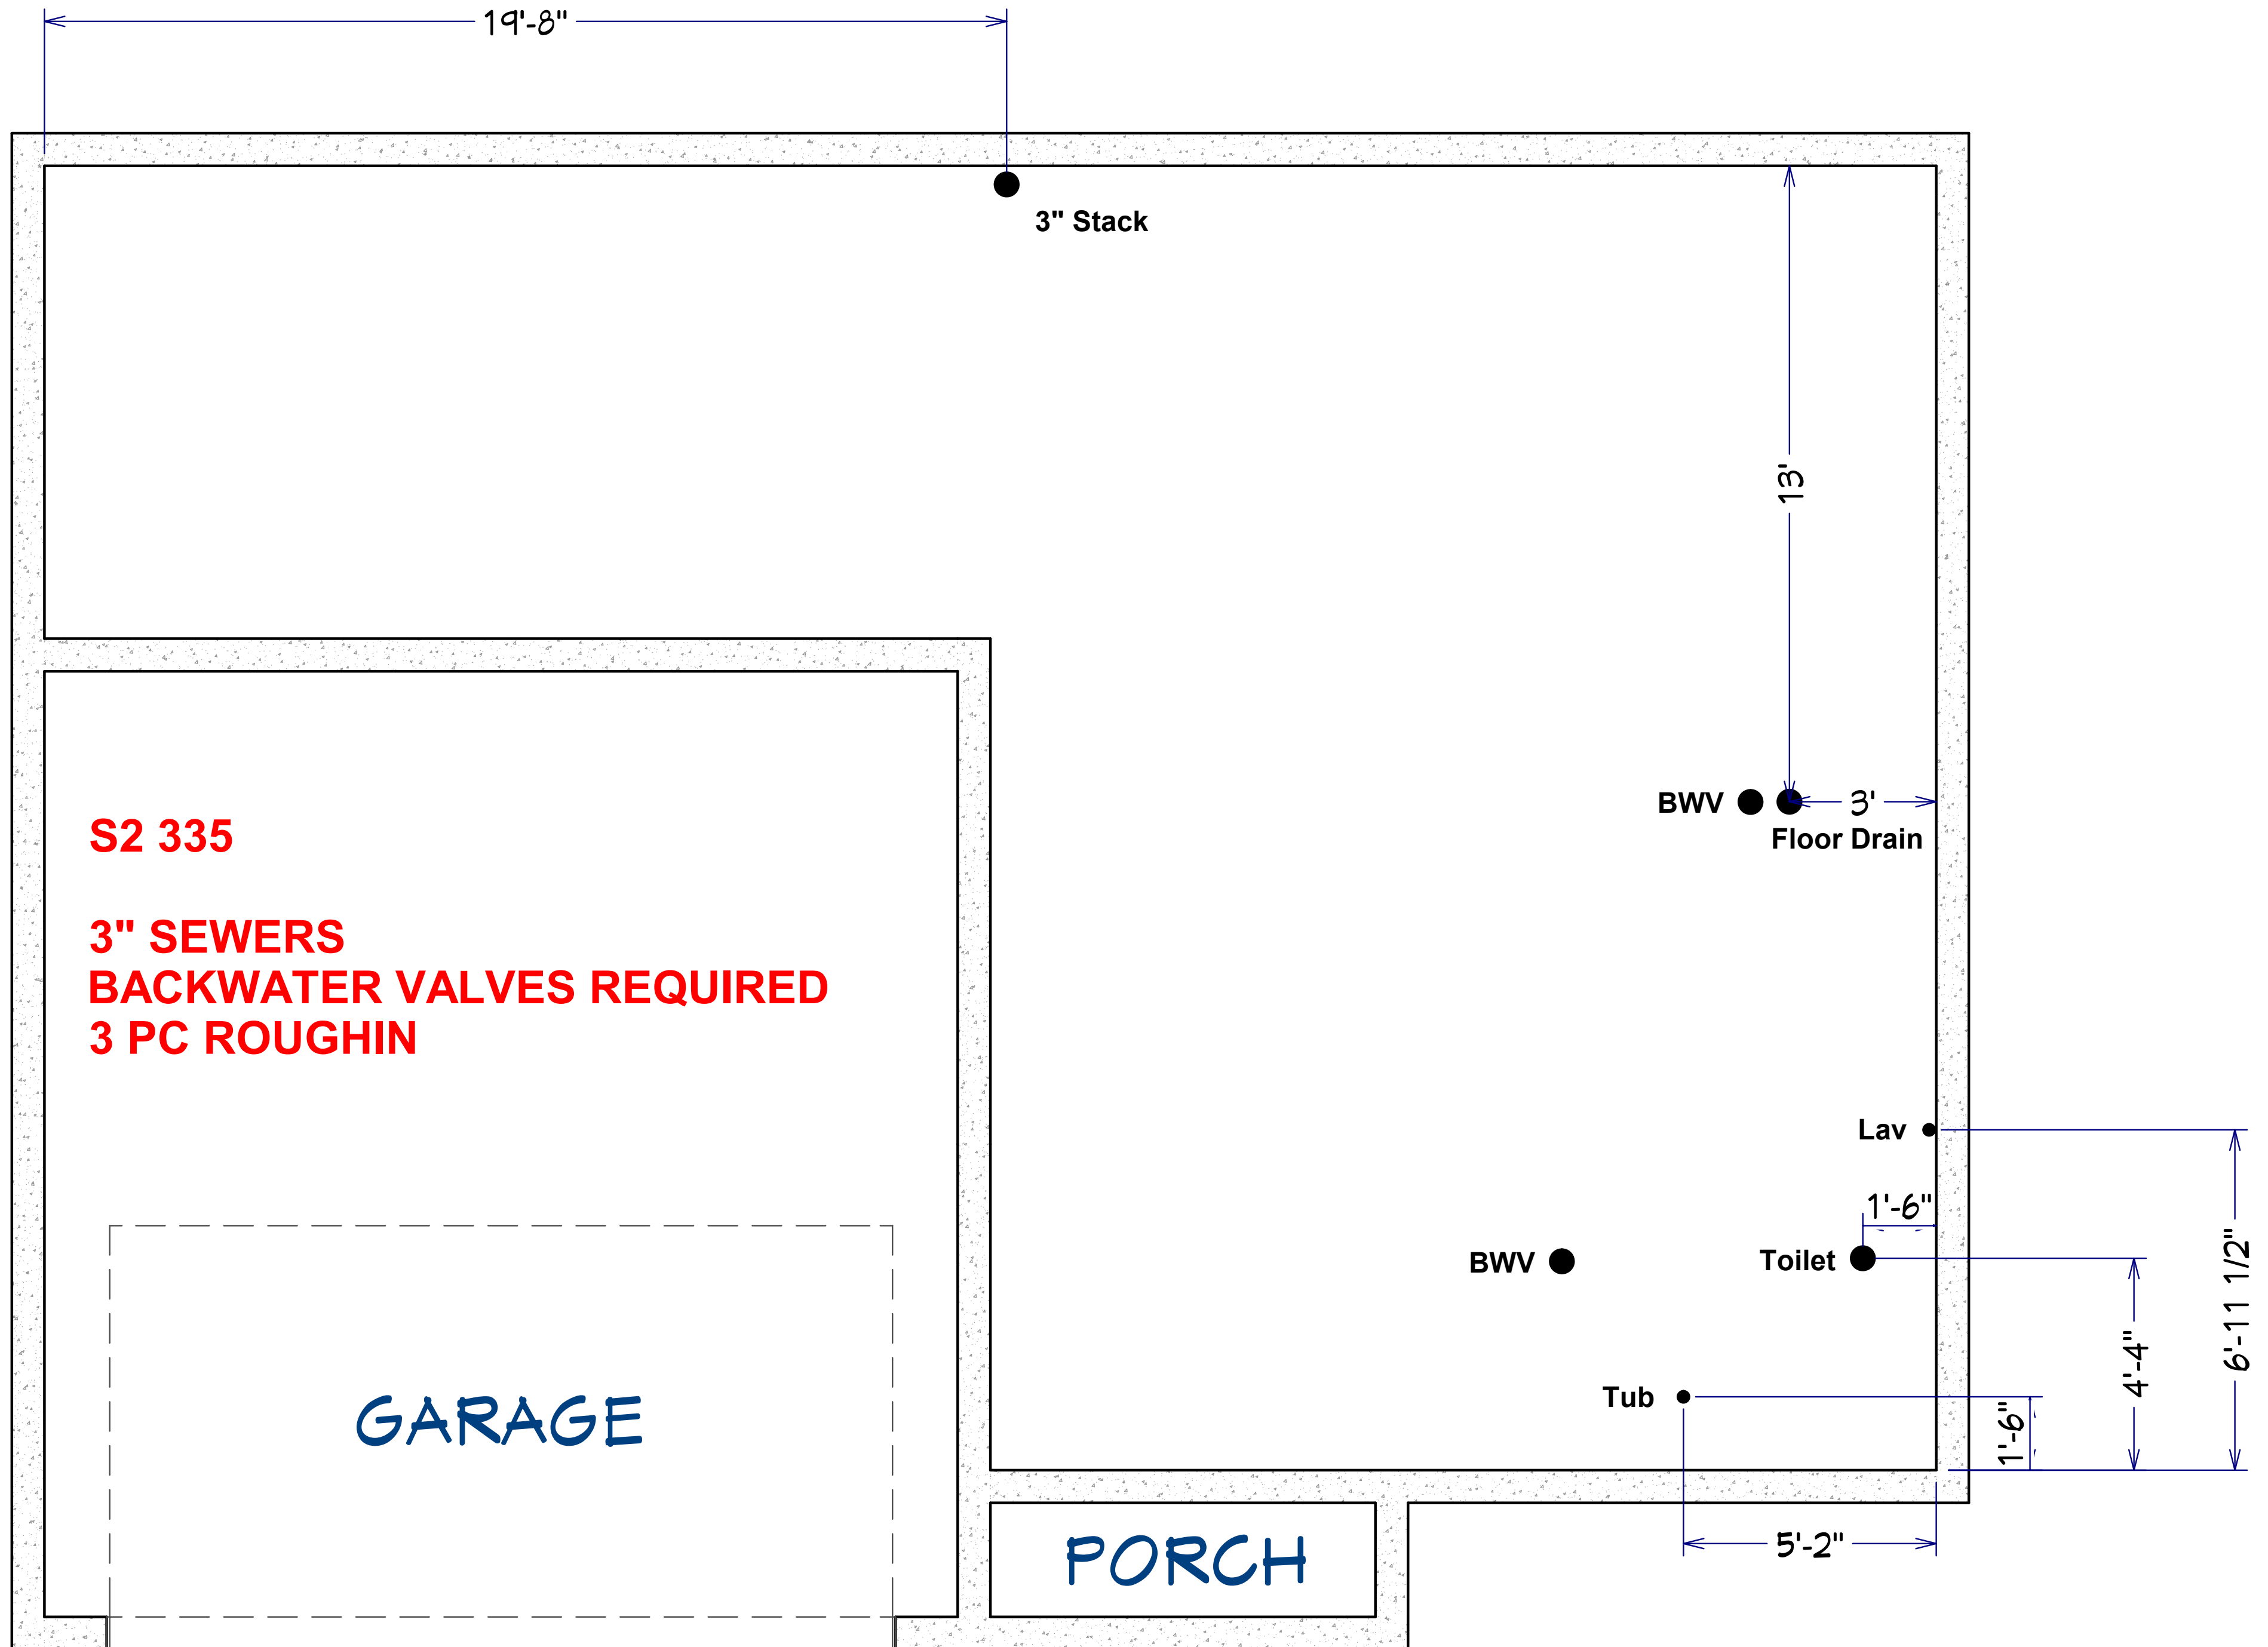 19'-8"
3" Stack
13'
BWV
3'
Floor Drain
S2 335
3" SEWERS
BACKWATER VALVES REQUIRED
3 PC ROUGHIN
Lav
1'-6"
BWV
Toilet
6'-11 1/2"
4'-4"
Tub
1'-6"
GARAGE
PORCH
5'-2"